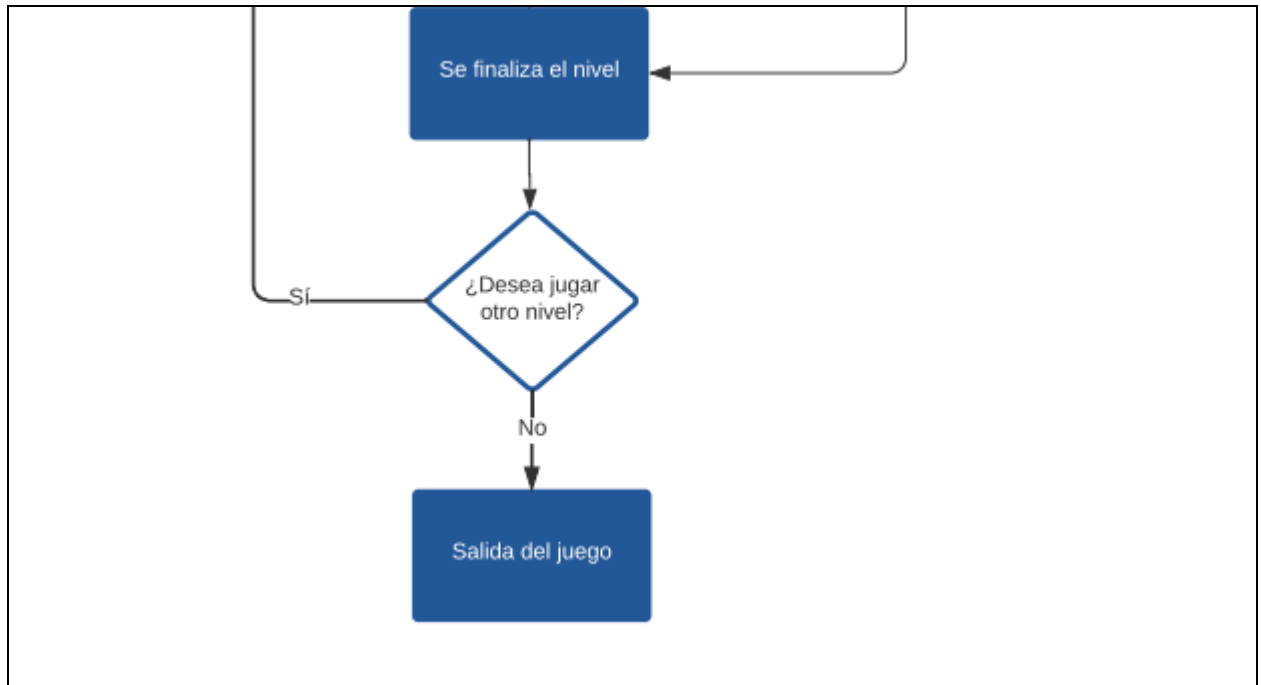 Se finaliza el nivel
¿Desea jugar
otro nivel?
Sí
No
Salida del juego